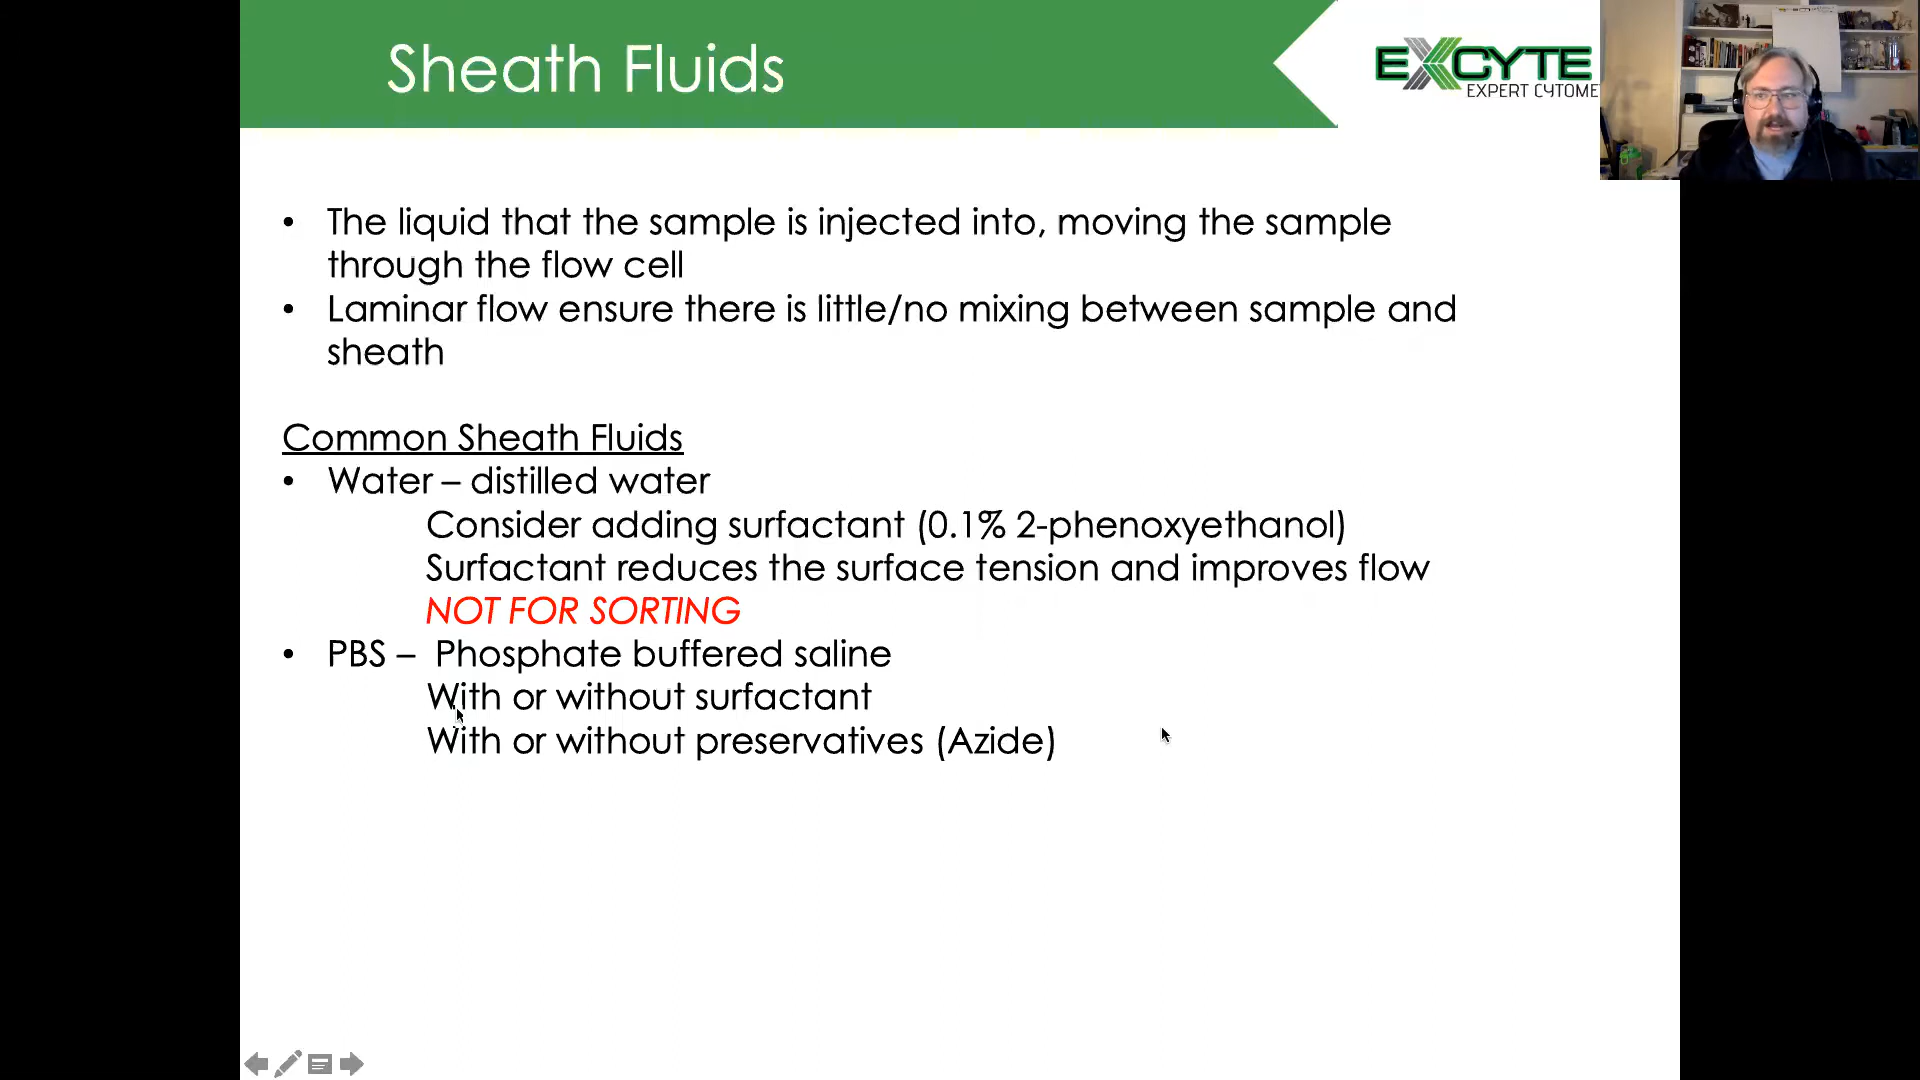 Sheath Fluids
EXCYTE
EXPERT CYTOME
• The liquid that the sample is injected into, moving the sample
through the flow cell
• Laminar flow ensure there is little/no mixing between sample and
sheath
Common Sheath Fluids
• Water – distilled water
Consider adding surfactant (0.1% 2-phenoxyethanol)
Surfactant reduces the surface tension and improves flow
NOT FOR SORTING
• PBS – Phosphate buffered saline
With or without surfactant
With or without preservatives (Azide)